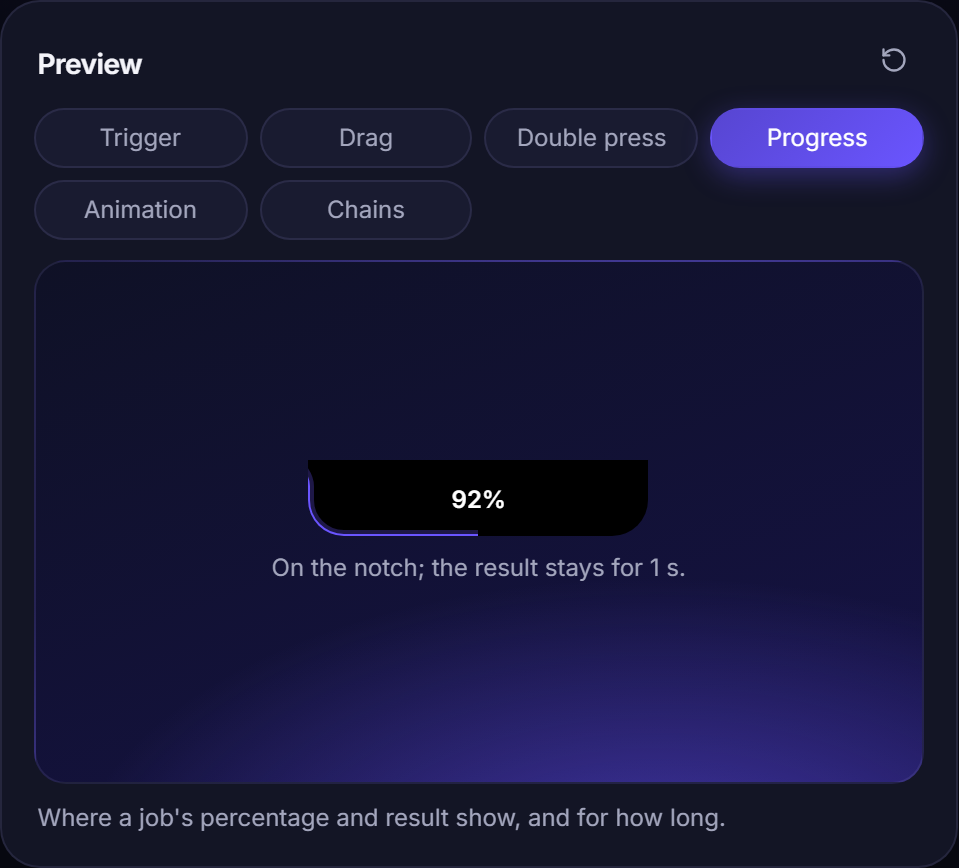 Preview
Trigger
Drag
Double press
Progress
Animation
Chains
92%
On the notch; the result stays for 1 s.
Where a job's percentage and result show, and for how long.